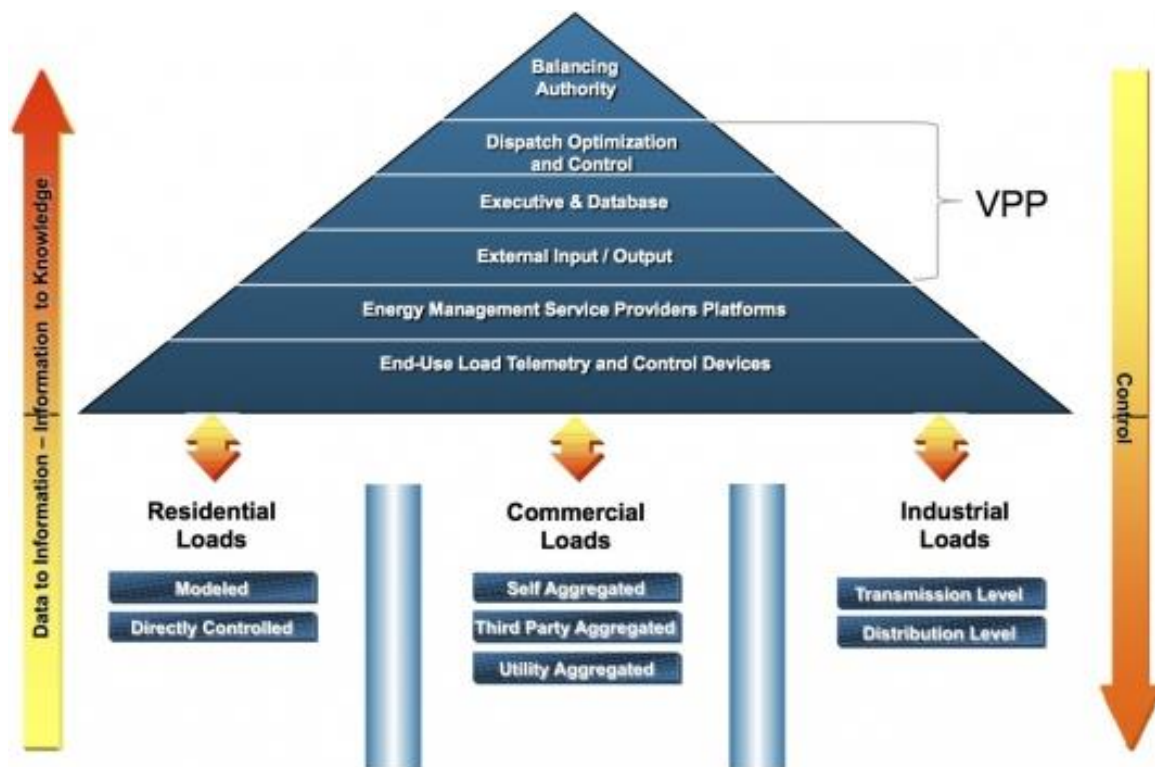 Balancing
Authority
Dispatch Optimization
and Control
Executive & Database
External Input / Output
Energy Management Service Providers Platforms
End-Use Load Telemetry and Control Devices
VPP
Data to Information – Information to Knowledge
Control
Residential
Loads
Modeled
Directly Controlled
Commercial
Loads
Self Aggregated
Third Party Aggregated
Utility Aggregated
Industrial
Loads
Transmission Level
Distribution Level